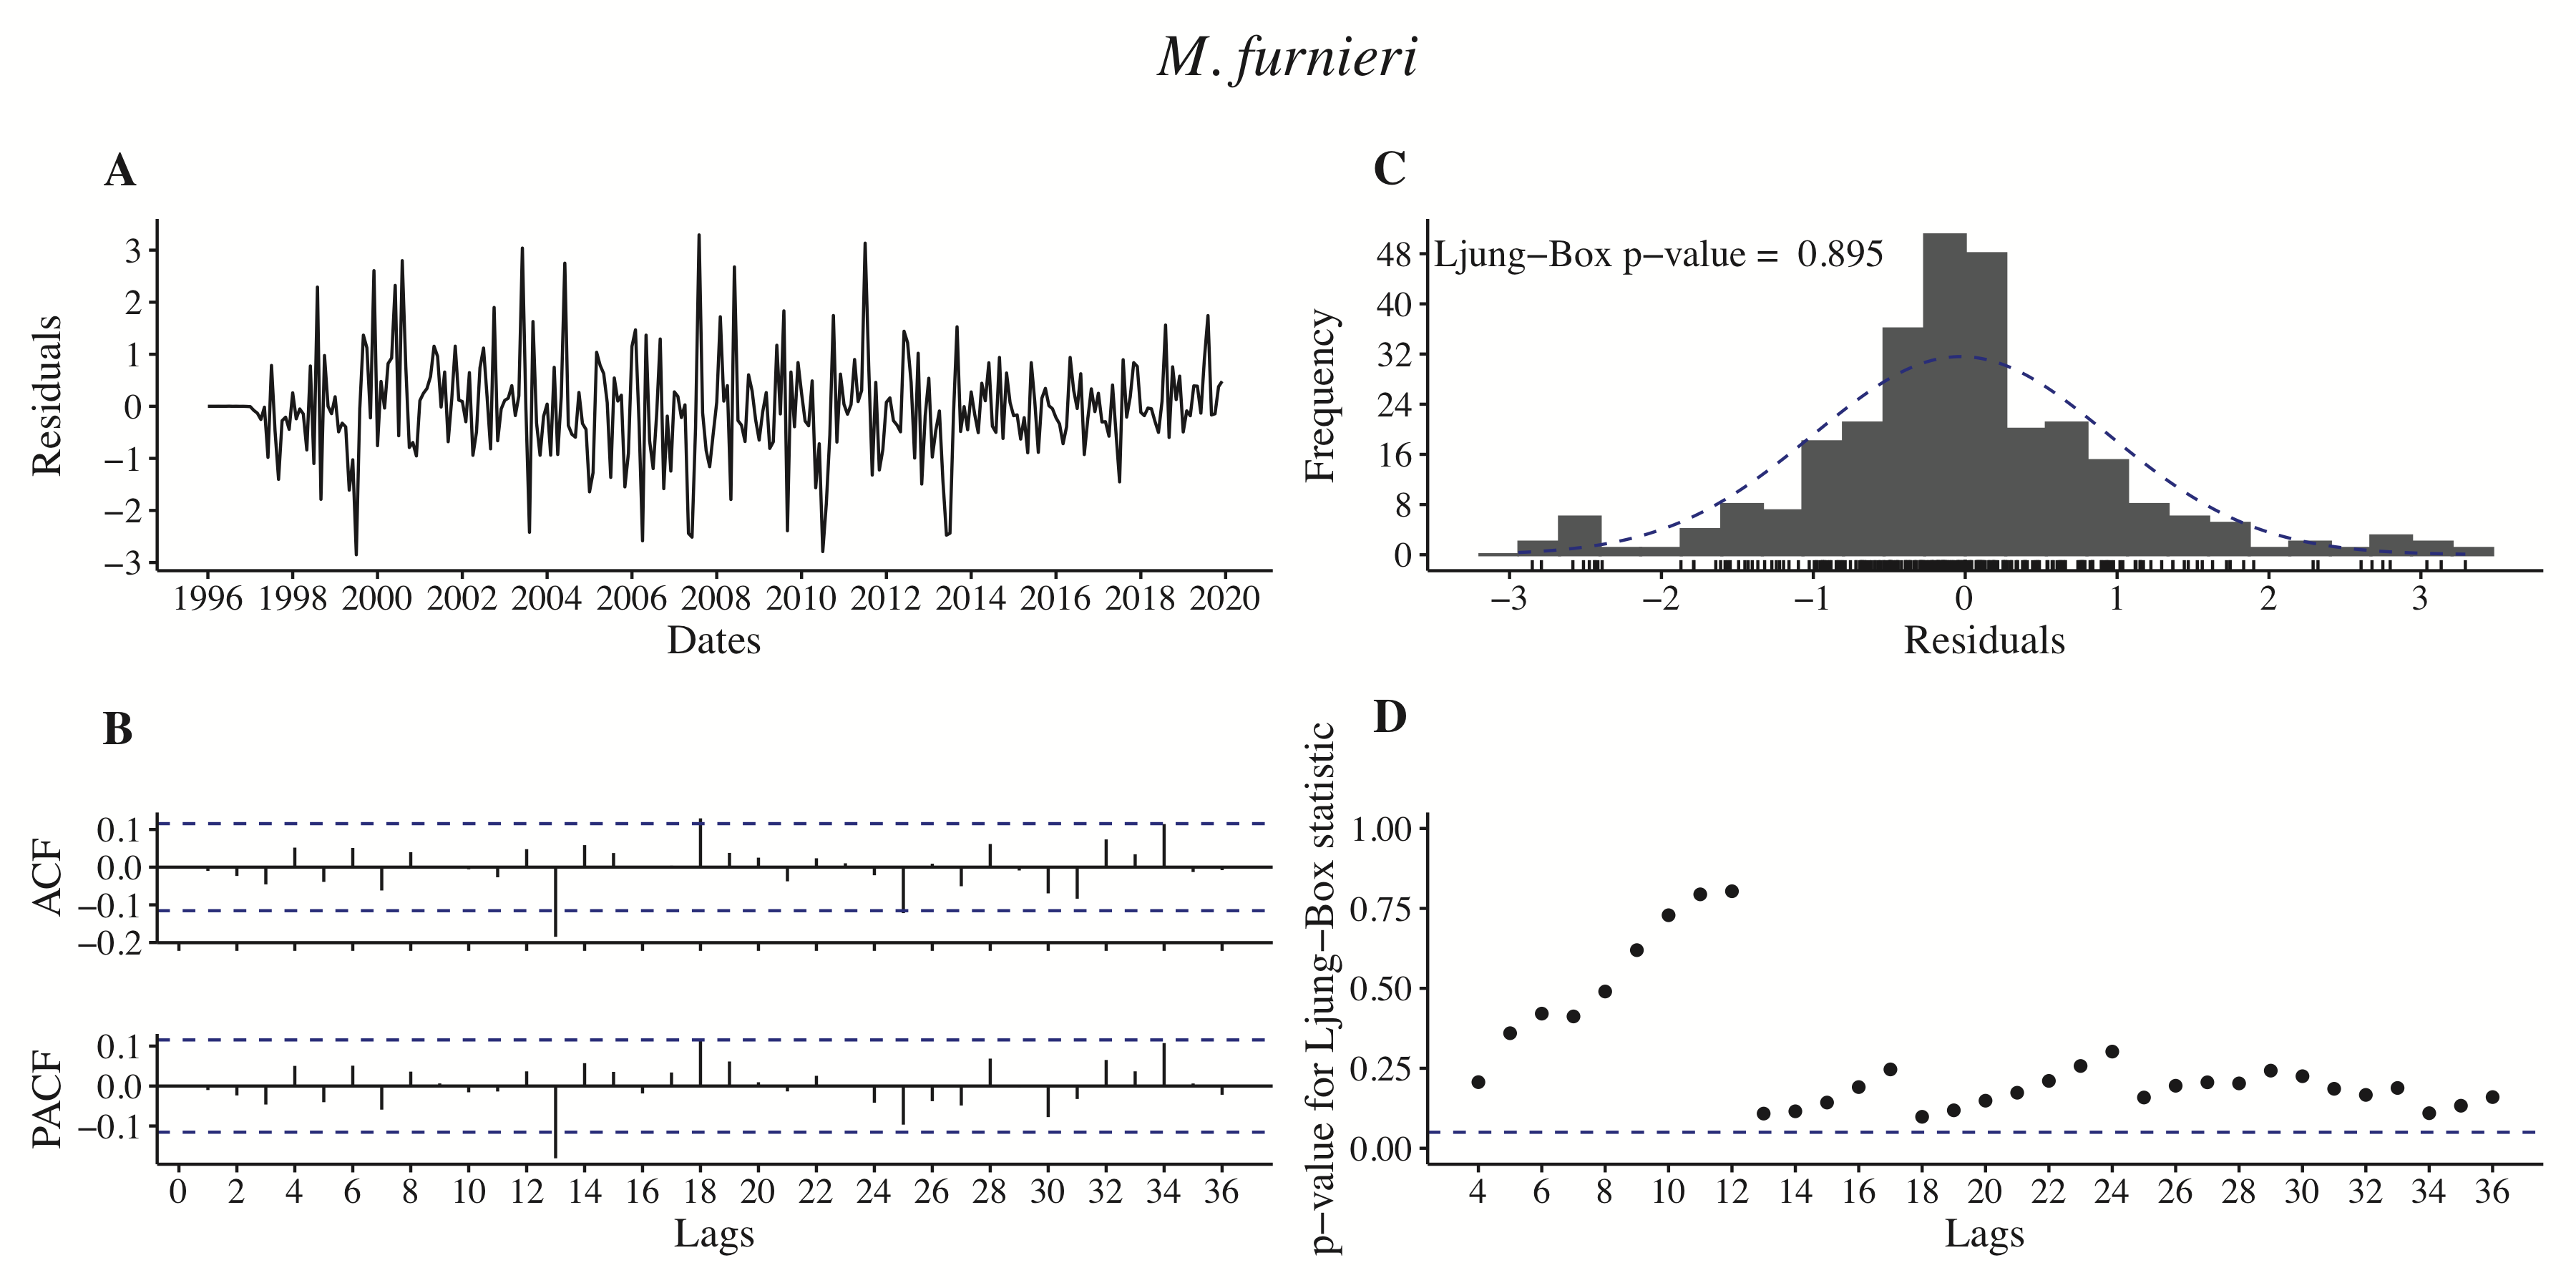 M. furnieri
A
Residuals
3
2
1
0
−1
−2
−3
1996 1998 2000 2002 2004 2006 2008 2010 2012 2014 2016 2018 2020
Dates
C
Ljung−Box p−value = 0.895
Frequency
48
40
32
24
16
8
0
−3 −2 −1 0 1 2 3
Residuals
B
ACF
0.1
0.0
−0.1
−0.2
PACF
0.1
0.0
−0.1
0 2 4 6 8 10 12 14 16 18 20 22 24 26 28 30 32 34 36
Lags
D
p−value for Ljung−Box statistic
1.00
0.75
0.50
0.25
0.00
4 6 8 10 12 14 16 18 20 22 24 26 28 30 32 34 36
Lags